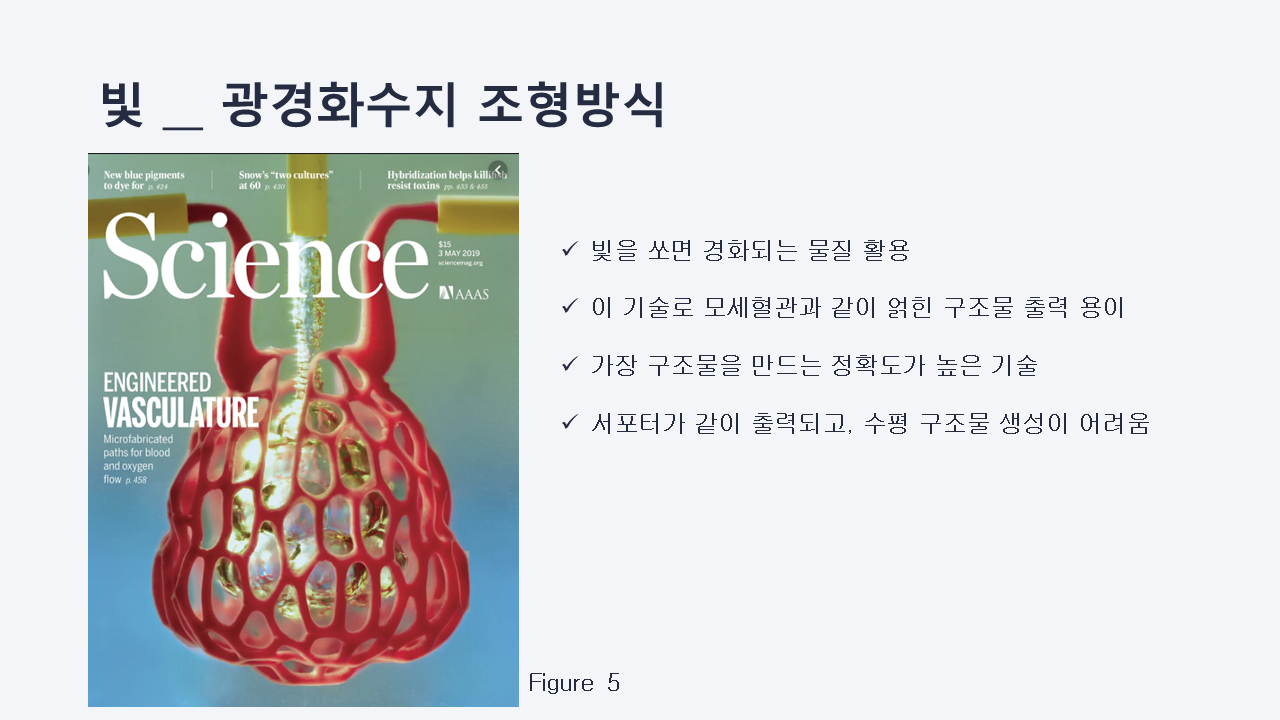 빛 __ 광경화수지 조형방식
New blue pigments
to dye for p. 424
Snow's "two cultures"
at 60 p. 430
Hybridization helps killifish
resist toxins pp. 433 & 455
Science
$15
3 MAY 2019
sciencemag.org
AAAS
ENGINEERED
VASCULATURE
Microfabricated
paths for blood
and oxygen
flow p. 458
✓ 빛을 쏘면 경화되는 물질 활용
✓ 이 기술로 모세혈관과 같이 얽힌 구조물 출력 용이
✓ 가장 구조물을 만드는 정확도가 높은 기술
✓ 서포터가 같이 출력되고, 수평 구조물 생성이 어려움
Figure 5